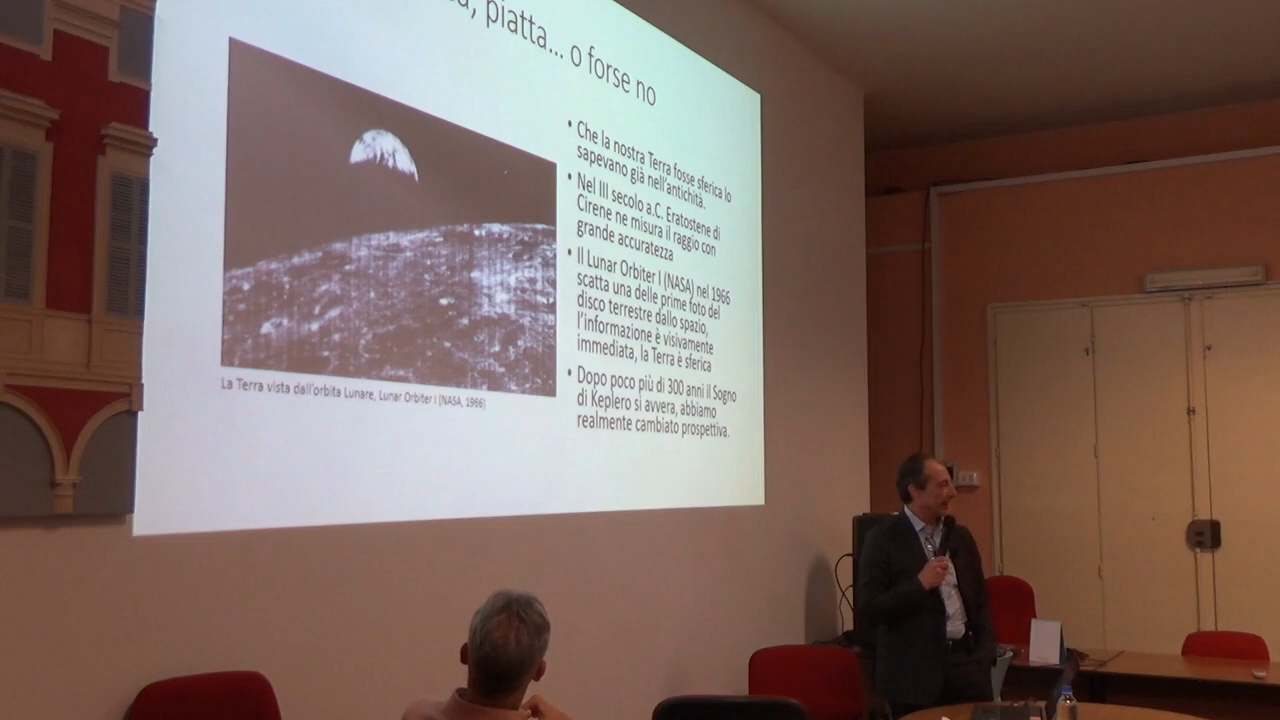 piatta... o forse no
• Che la nostra Terra fosse sferica lo
sapevano già nell'antichità.
• Nel III secolo a.C. Eratostene di
Cirene ne misura il raggio con
grande accuratezza
• Il Lunar Orbiter I (NASA) nel 1966
scatta una delle prime foto del
disco terrestre dallo spazio,
l'informazione è visivamente
immediata, la Terra è sferica
• Dopo poco più di 300 anni il Sogno
di Keplero si avvera, abbiamo
realmente cambiato prospettiva.
La Terra vista dall'orbita Lunare, Lunar Orbiter I (NASA, 1966)